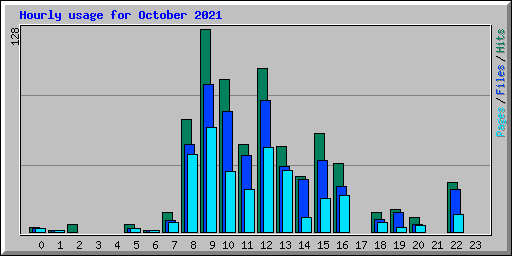 Hourly usage for October 2021
128
Pages / Files / Hits
0 1 2 3 4 5 6 7 8 9 10 11 12 13 14 15 16 17 18 19 20 21 22 23